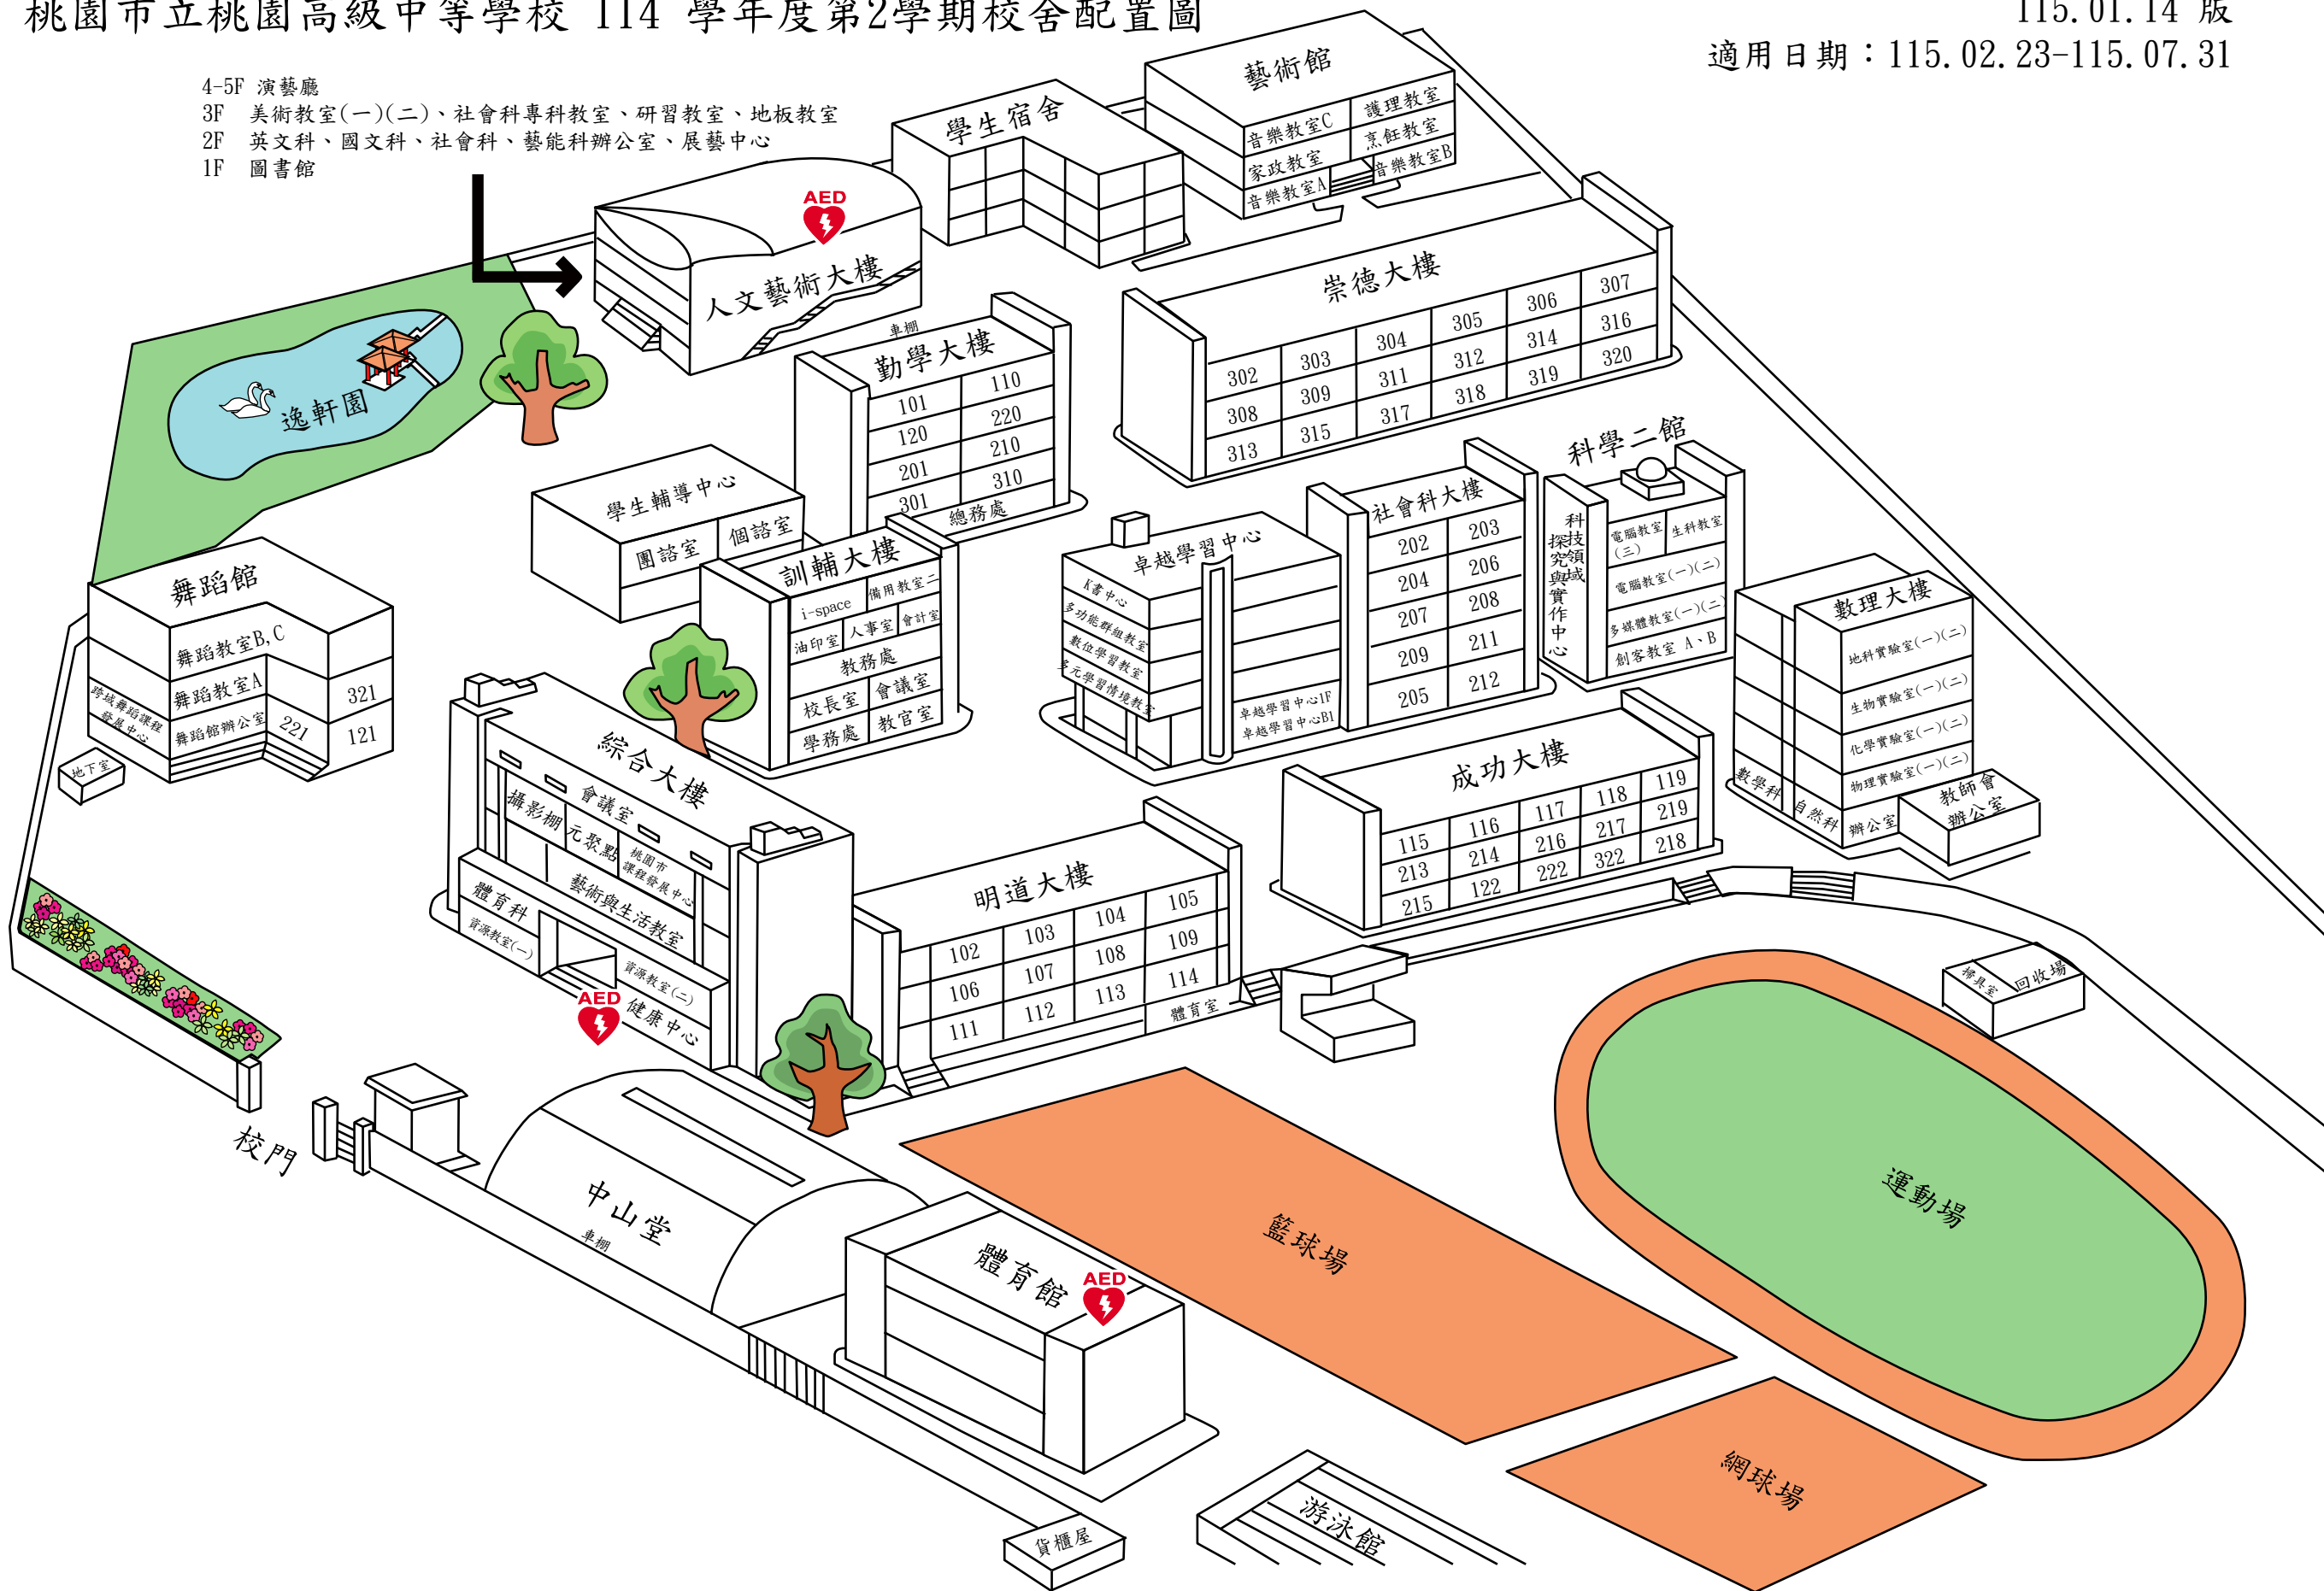 桃園市立桃園高級中等學校 114 學年度第2學期校舍配置圖
115.01.14 版
適用日期：115.02.23-115.07.31
4-5F 演藝廳
3F 美術教室(一)(二)、社會科專科教室、研習教室、地板教室
2F 英文科、國文科、社會科、藝能科辦公室、展藝中心
1F 圖書館
藝術館
音樂教室C 護理教室
家政教室 烹飪教室
音樂教室A 音樂教室B
學生宿舍
AED
人文藝術大樓
車棚
逸軒園
崇德大樓
302 303 304 305 306 307
308 309 311 312 314 316
313 315 317 318 319 320
勤學大樓
101 110
120 220
201 210
301 310
總務處
學生輔導中心
團諮室 個諮室
訓輔大樓
i-space 備用教室二
油印室 人事室 會計室
教務處
校長室 會議室
學務處 教官室
卓越學習中心
K書中心
多功能群組教室
數位學習教室
多元學習情境教室
卓越學習中心1F
卓越學習中心B1
社會科大樓
202 203
204 206
207 208
209 211
205 212
科學二館
科技領域
探究與實作中心
電腦教室
(三)
生科教室
電腦教室(一)(二)
多媒體教室(一)(二)
創客教室 A、B
數理大樓
地科實驗室(一)(二)
生物實驗室(一)(二)
化學實驗室(一)(二)
物理實驗室(一)(二)
數學科 自然科 辦公室
教師會
辦公室
舞蹈館
舞蹈教室B,C
舞蹈教室A 321
舞蹈館辦公室 221 121
跨域舞蹈課程
發展中心
地下室
綜合大樓
會議室
攝影棚 元聚點
桃園市
課程發展中心
藝術與生活教室
體育科
資源教室(一)
資源教室(二)
健康中心
AED
明道大樓
102 103 104 105
106 107 108 109
111 112 113 114
體育室
成功大樓
115 116 117 118 119
213 214 216 217 219
215 122 222 322 218
掃具室 回收場
校門
中山堂
車棚
體育館
AED
籃球場
運動場
網球場
游泳館
貨櫃屋